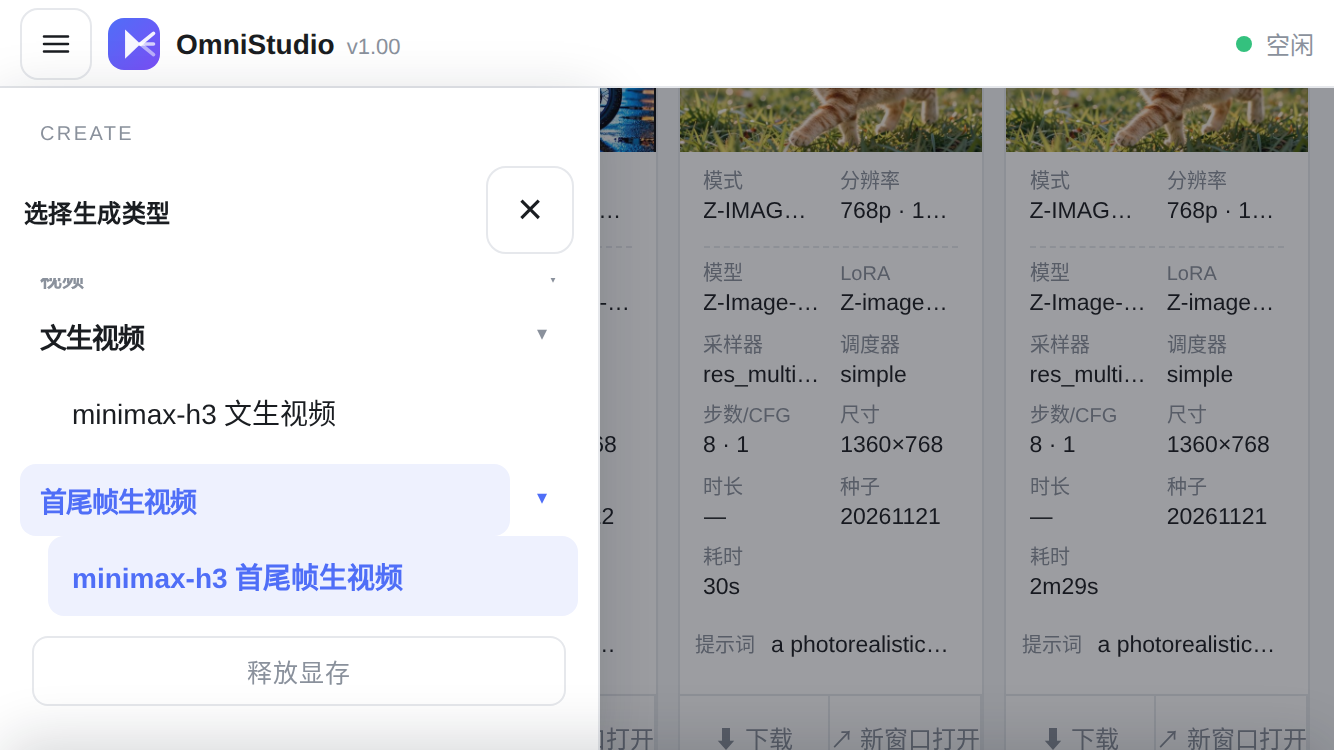 OmniStudio v1.00
空闲
CREATE
选择生成类型
×
视频
文生视频
minimax-h3 文生视频
首尾帧生视频
minimax-h3 首尾帧生视频
释放显存
模式 分辨率
Z-IMAG… 768p · 1…
模型 LoRA
Z-Image-… Z-image…
采样器 调度器
res_multi… simple
步数/CFG 尺寸
8 · 1 1360×768
时长 种子
— 20261121
耗时
30s
提示词 a photorealistic…
下载 新窗口打开
模式 分辨率
Z-IMAG… 768p · 1…
模型 LoRA
Z-Image-… Z-image…
采样器 调度器
res_multi… simple
步数/CFG 尺寸
8 · 1 1360×768
时长 种子
— 20261121
耗时
2m29s
提示词 a photorealistic…
下载 新窗口打开